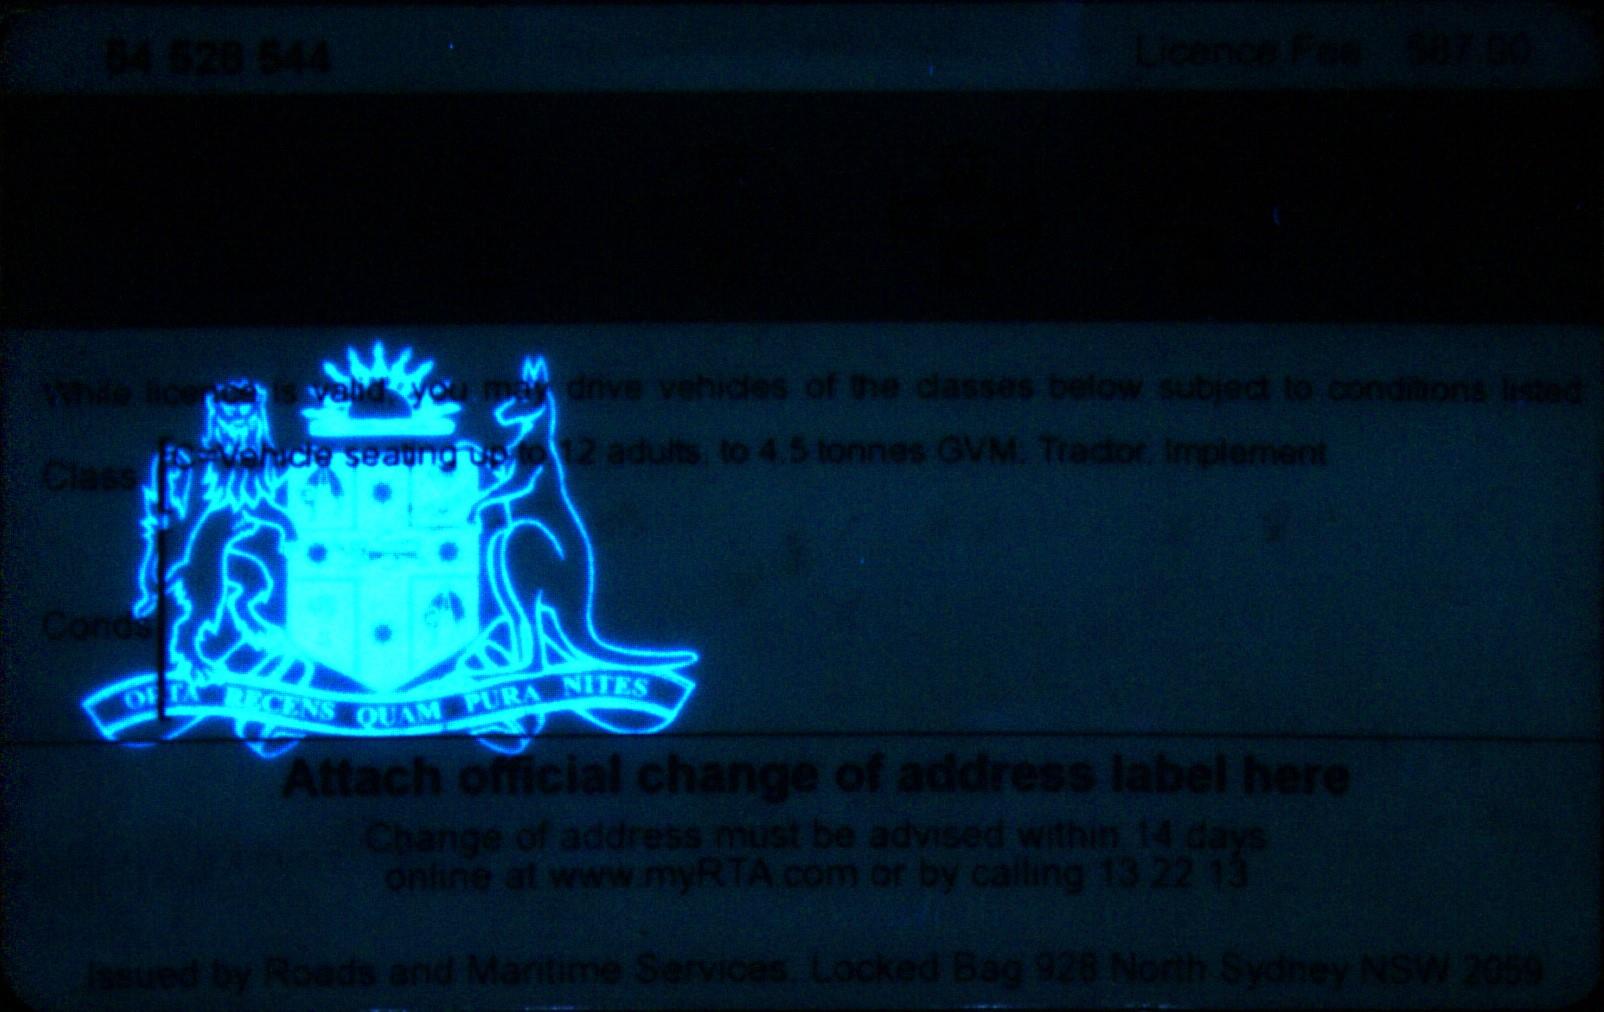 64 528 544 Licence Fee $87.90
While licence is valid, you may drive vehicles of the classes below subject to conditions listed
Class C=Vehicle seating up to 12 adults, to 4.5 tonnes GVM. Tractor. Implement
Conds
ORTA RECENS QUAM PURA NITES
Attach official change of address label here
Change of address must be advised within 14 days
online at www.myRTA.com or by calling 13 22 13
Issued by Roads and Maritime Services. Locked Bag 928 North Sydney NSW 2059